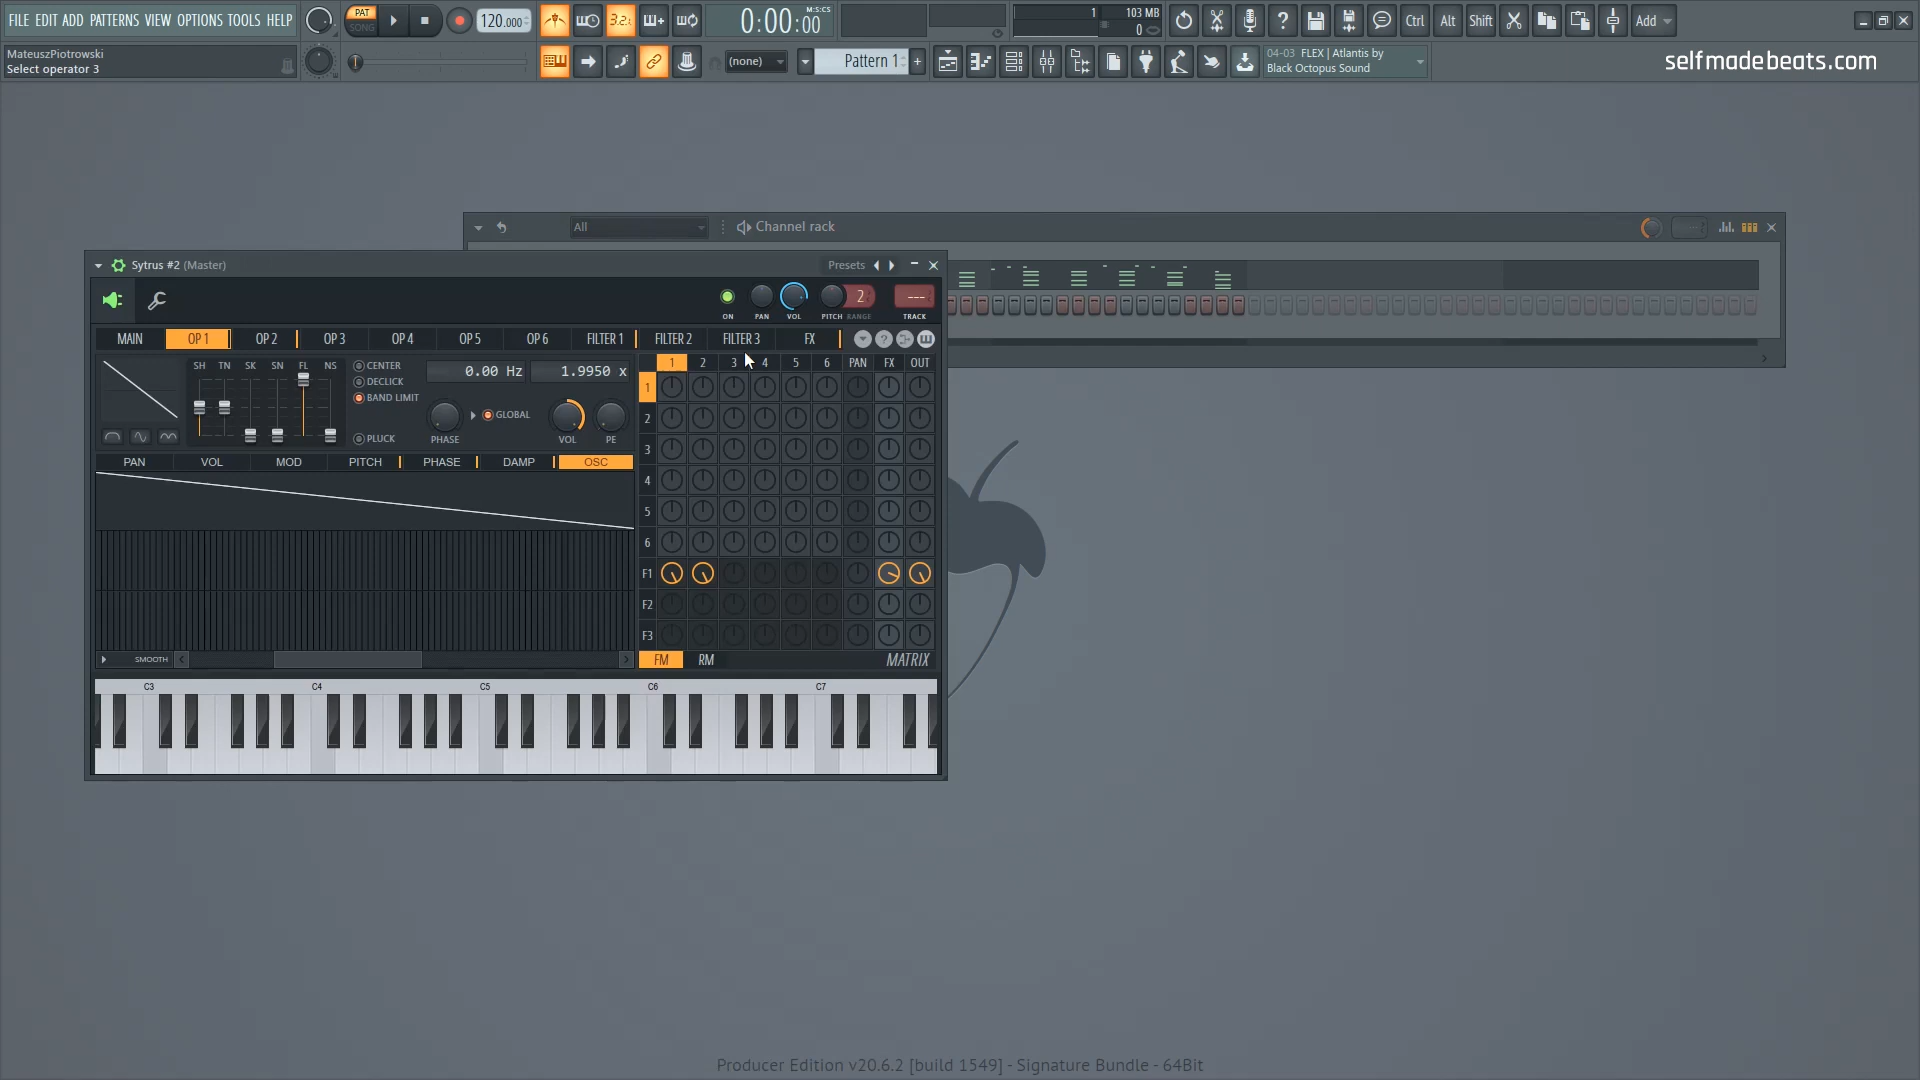 FILE EDIT ADD PATTERNS VIEW OPTIONS TOOLS HELP
PAT
SONG
120.000
3.2.
0:00:00
M:S:CS
1
103 MB
0
Ctrl
Alt
Shift
Add
MateuszPiotrowski
Select operator 3
(none)
Pattern 1
+
04-03 FLEX | Atlantis by
Black Octopus Sound
selfmadebeats.com
All
Channel rack
Sytrus #2 (Master)
Presets
ON
PAN
VOL
PITCH
RANGE
2
---
TRACK
MAIN
OP 1
OP 2
OP 3
OP 4
OP 5
OP 6
FILTER 1
FILTER 2
FILTER 3
FX
SH
TN
SK
SN
FL
NS
CENTER
DECLICK
BAND LIMIT
PLUCK
0.00 Hz
1.9950 x
PHASE
GLOBAL
VOL
PE
PAN
VOL
MOD
PITCH
PHASE
DAMP
OSC
SMOOTH
1 2 3 4 5 6 PAN FX OUT
1
2
3
4
5
6
F1
F2
F3
FM
RM
MATRIX
C3
C4
C5
C6
C7
Producer Edition v20.6.2 [build 1549] - Signature Bundle - 64Bit